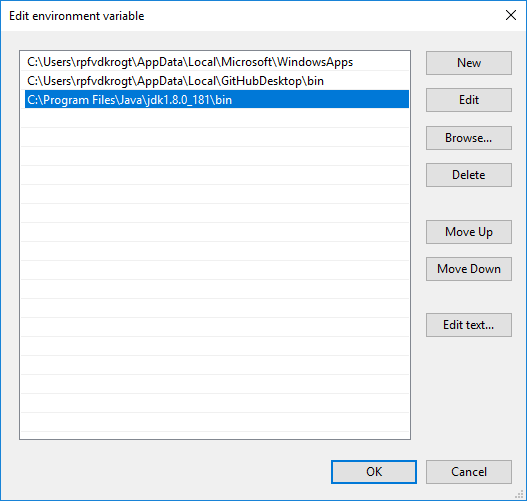 Edit environment variable
C:\Users\rpfvdkrogt\AppData\Local\Microsoft\WindowsApps
C:\Users\rpfvdkrogt\AppData\Local\GitHubDesktop\bin
C:\Program Files\Java\jdk1.8.0_181\bin
New
Edit
Browse...
Delete
Move Up
Move Down
Edit text...
OK
Cancel